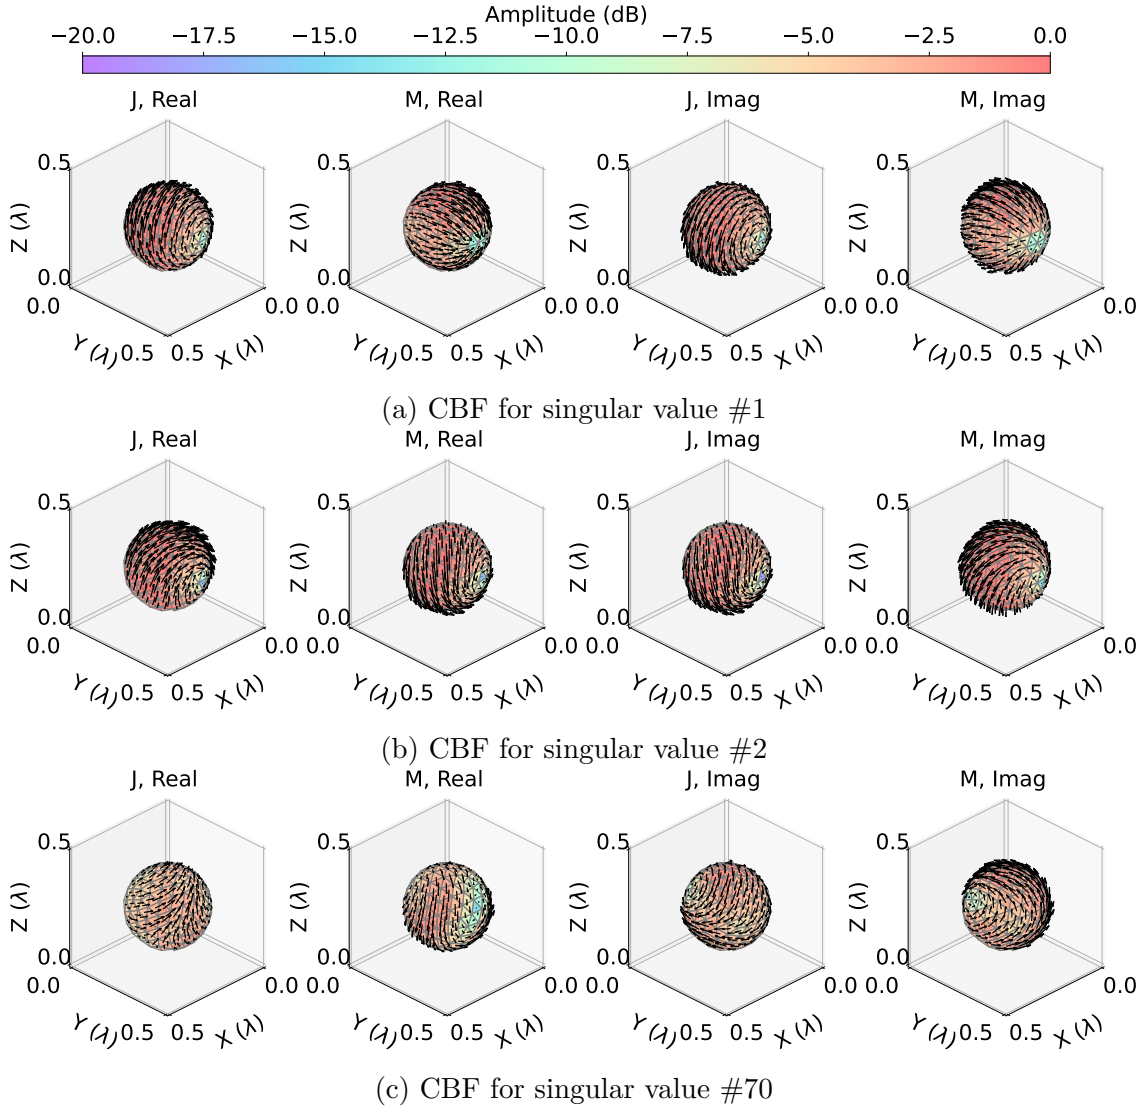 Amplitude (dB)
−20.0 −17.5 −15.0 −12.5 −10.0 −7.5 −5.0 −2.5 0.0
J, Real M, Real J, Imag M, Imag
0.5 0.5 0.5 0.5
Z (λ) Z (λ) Z (λ) Z (λ)
0.0 0.0 0.0 0.0
0.0 0.0 0.0 0.0 0.0 0.0 0.0 0.0
Y (λ) 0.5 0.5 X (λ) Y (λ) 0.5 0.5 X (λ) Y (λ) 0.5 0.5 X (λ) Y (λ) 0.5 0.5 X (λ)
(a) CBF for singular value #1
J, Real M, Real J, Imag M, Imag
0.5 0.5 0.5 0.5
Z (λ) Z (λ) Z (λ) Z (λ)
0.0 0.0 0.0 0.0
0.0 0.0 0.0 0.0 0.0 0.0 0.0 0.0
Y (λ) 0.5 0.5 X (λ) Y (λ) 0.5 0.5 X (λ) Y (λ) 0.5 0.5 X (λ) Y (λ) 0.5 0.5 X (λ)
(b) CBF for singular value #2
J, Real M, Real J, Imag M, Imag
0.5 0.5 0.5 0.5
Z (λ) Z (λ) Z (λ) Z (λ)
0.0 0.0 0.0 0.0
0.0 0.0 0.0 0.0 0.0 0.0 0.0 0.0
Y (λ) 0.5 0.5 X (λ) Y (λ) 0.5 0.5 X (λ) Y (λ) 0.5 0.5 X (λ) Y (λ) 0.5 0.5 X (λ)
(c) CBF for singular value #70